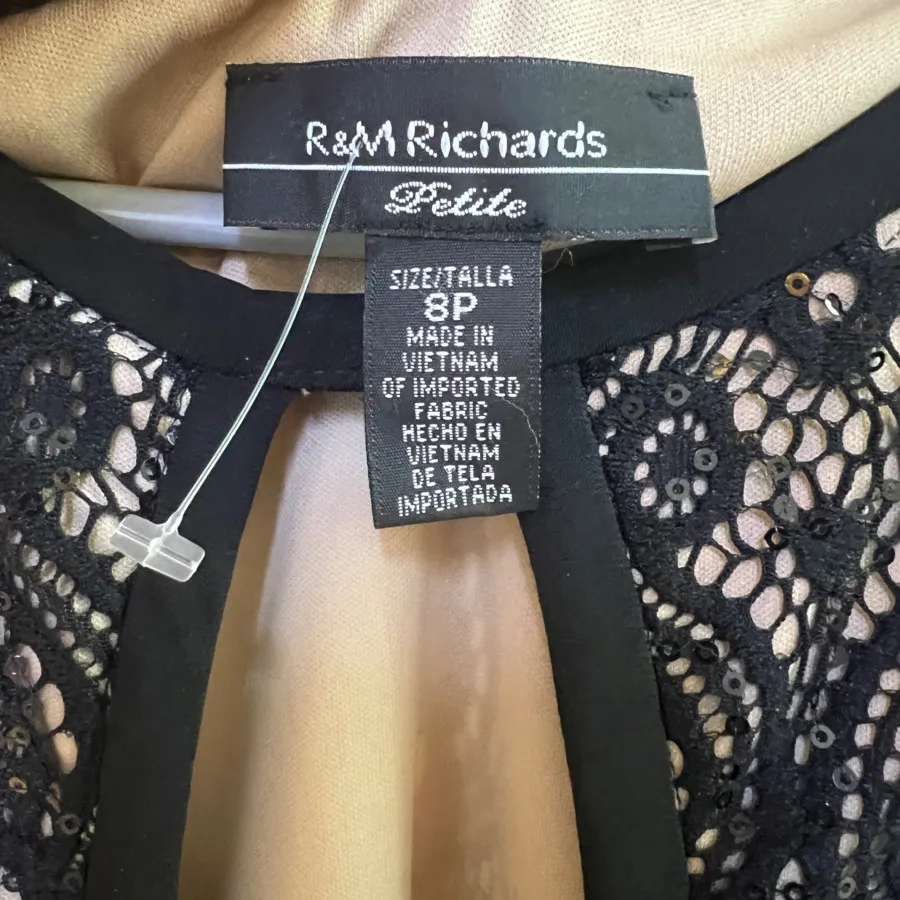 R&M Richards
Petite
SIZE/TALLA
8P
MADE IN
VIETNAM
OF IMPORTED
FABRIC
HECHO EN
VIETNAM
DE TELA
IMPORTADA